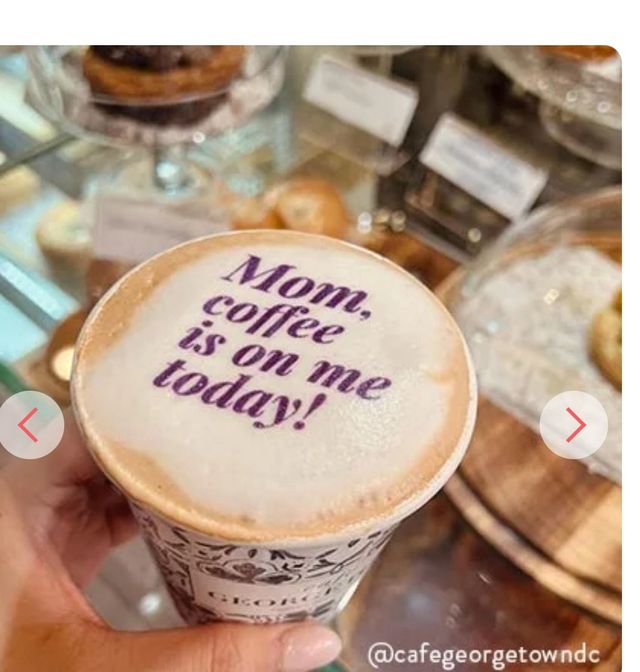 Mom,
coffee
is on me
today!
@cafegeorgetowndc